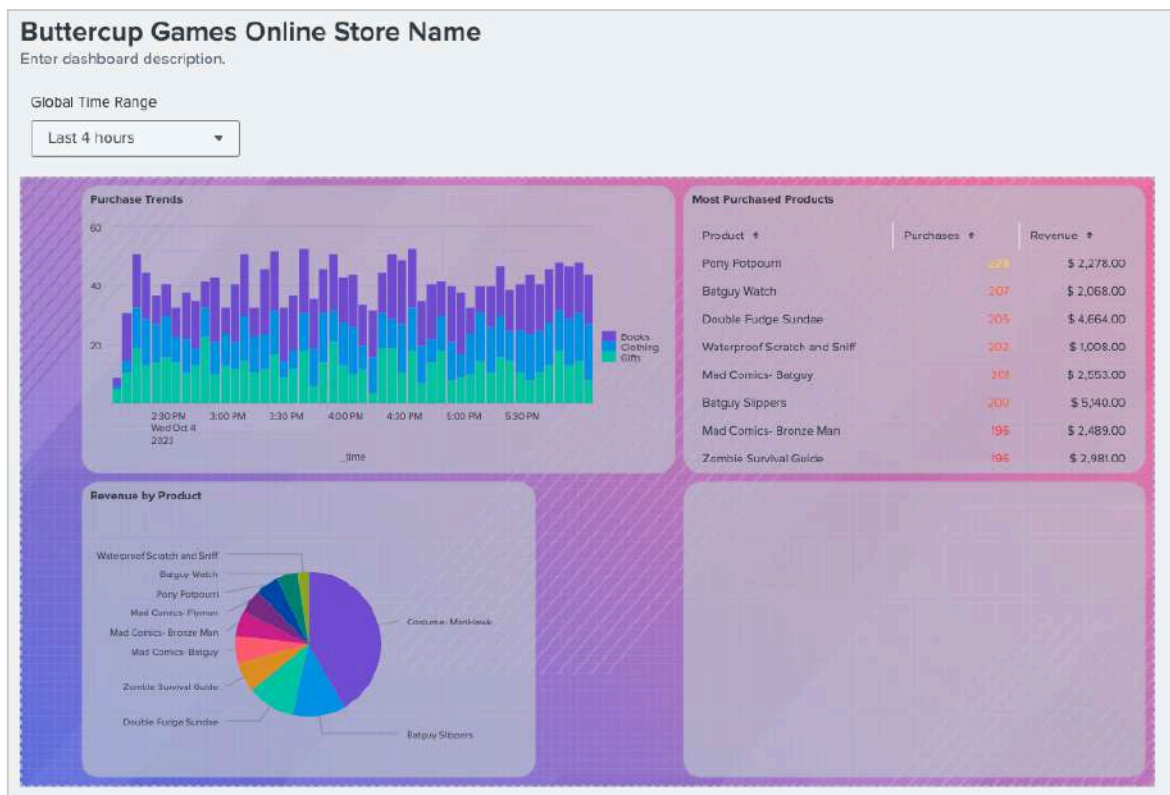 Buttercup Games Online Store Name
Enter dashboard description.
Global Time Range
Last 4 hours
Purchase Trends
60
40
20
2:30 PM 3:00 PM 3:30 PM 4:00 PM 4:30 PM 5:00 PM 5:30 PM
Wed Oct 4
2023
_time
Books
Clothing
Gifts
Most Purchased Products
Product Purchases Revenue
Pony Potpourri 228 $ 2,278.00
Batguy Watch 207 $ 2,068.00
Double Fudge Sundae 205 $ 4,664.00
Waterproof Scratch and Sniff 202 $ 1,008.00
Mad Comics- Batguy 201 $ 2,553.00
Batguy Slippers 200 $ 5,140.00
Mad Comics- Bronze Man 196 $ 2,489.00
Zombie Survival Guide 196 $ 2,981.00
Revenue by Product
Waterproof Scratch and Sniff
Batguy Watch
Pony Potpourri
Mad Comics- Flyman
Mad Comics- Bronze Man
Mad Comics- Batguy
Zombie Survival Guide
Double Fudge Sundae
Costume- ManHawk
Batguy Slippers